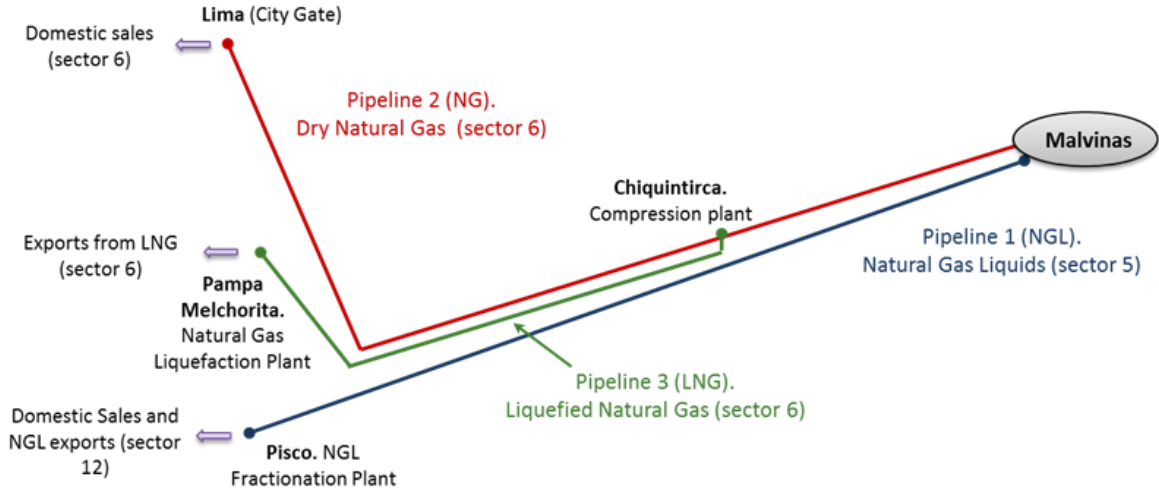 Lima (City Gate)
Domestic sales
(sector 6)
Pipeline 2 (NG).
Dry Natural Gas (sector 6)
Malvinas
Chiquintirca.
Compression plant
Pipeline 1 (NGL).
Natural Gas Liquids (sector 5)
Exports from LNG
(sector 6)
Pampa
Melchorita.
Natural Gas
Liquefaction Plant
Pipeline 3 (LNG).
Liquefied Natural Gas (sector 6)
Domestic Sales and
NGL exports (sector
12)
Pisco. NGL
Fractionation Plant